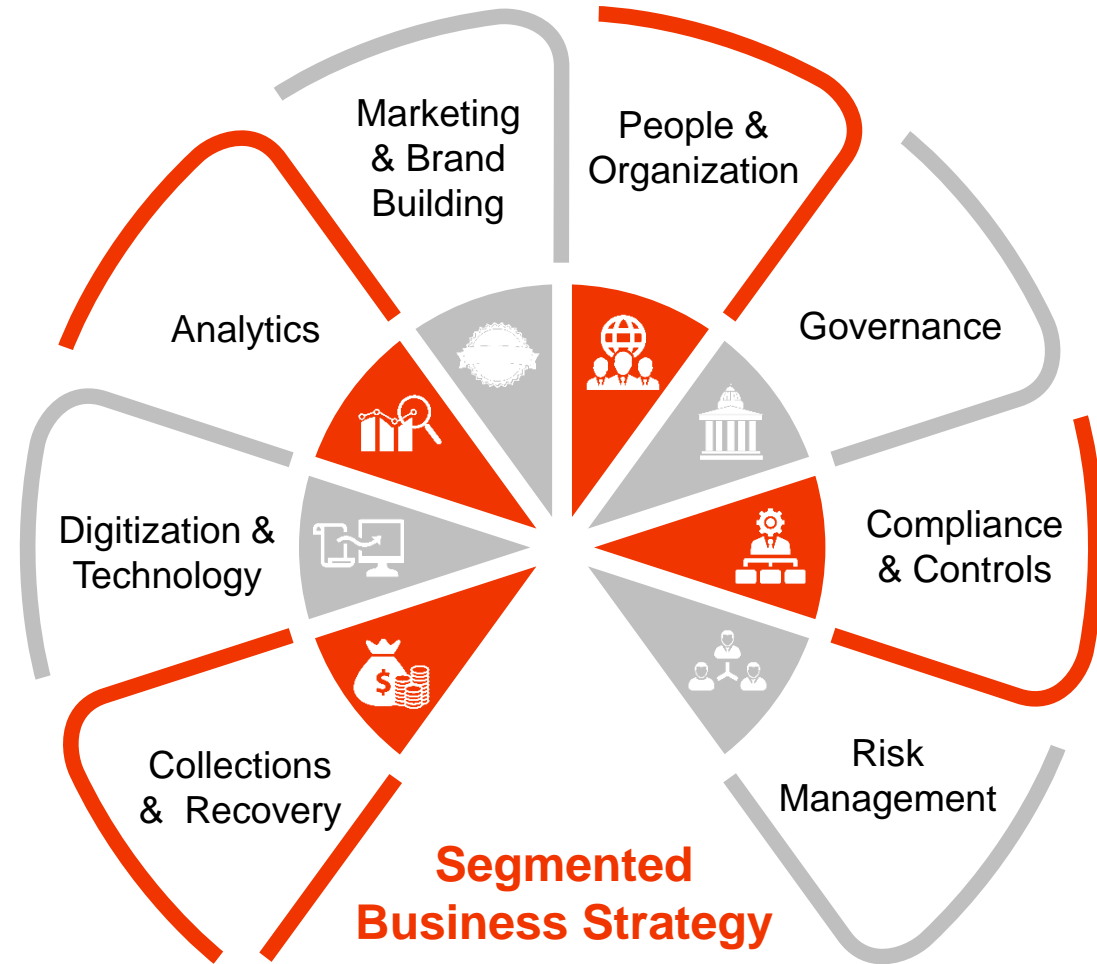 Marketing
& Brand
Building
People &
Organization
Analytics
Governance
Digitization &
Technology
Compliance
& Controls
$
Collections
& Recovery
Risk
Management
Segmented
Business Strategy